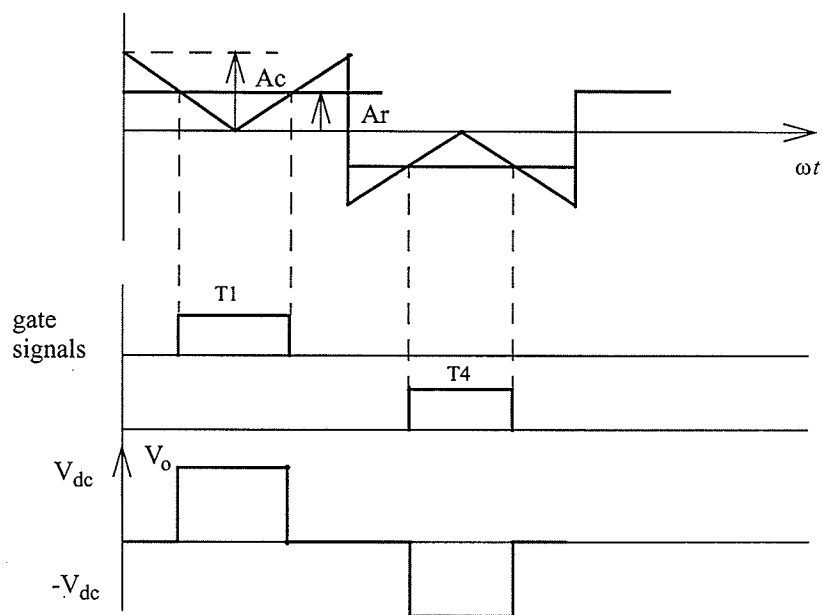 Ac
Ar
ωt
T1
gate
signals
T4
V_o
V_dc
-V_dc